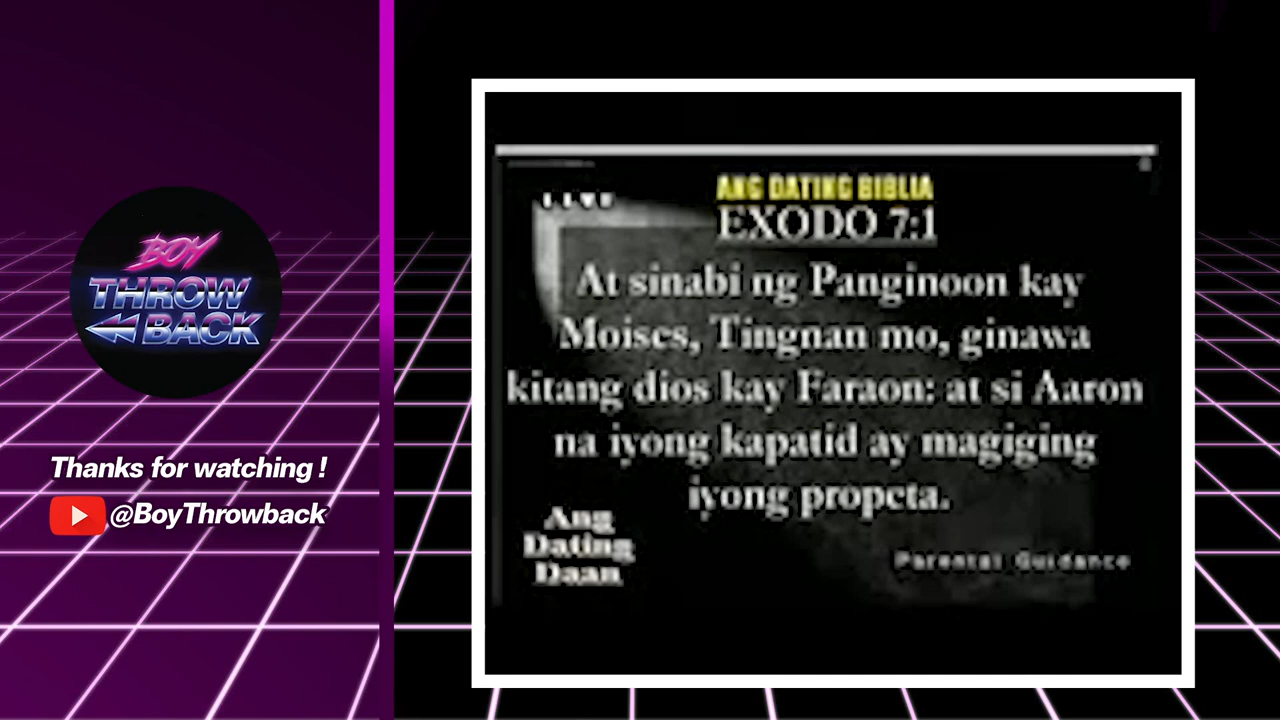 BOY
THROW
BACK
Thanks for watching !
@BoyThrowback
LIVE
ANG DATING BIBLIA
EXODO 7:1
At sinabi ng Panginoon kay
Moises, Tingnan mo, ginawa
kitang dios kay Faraon: at si Aaron
na iyong kapatid ay magiging
iyong propeta.
Ang
Dating
Daan
Parental Guidance